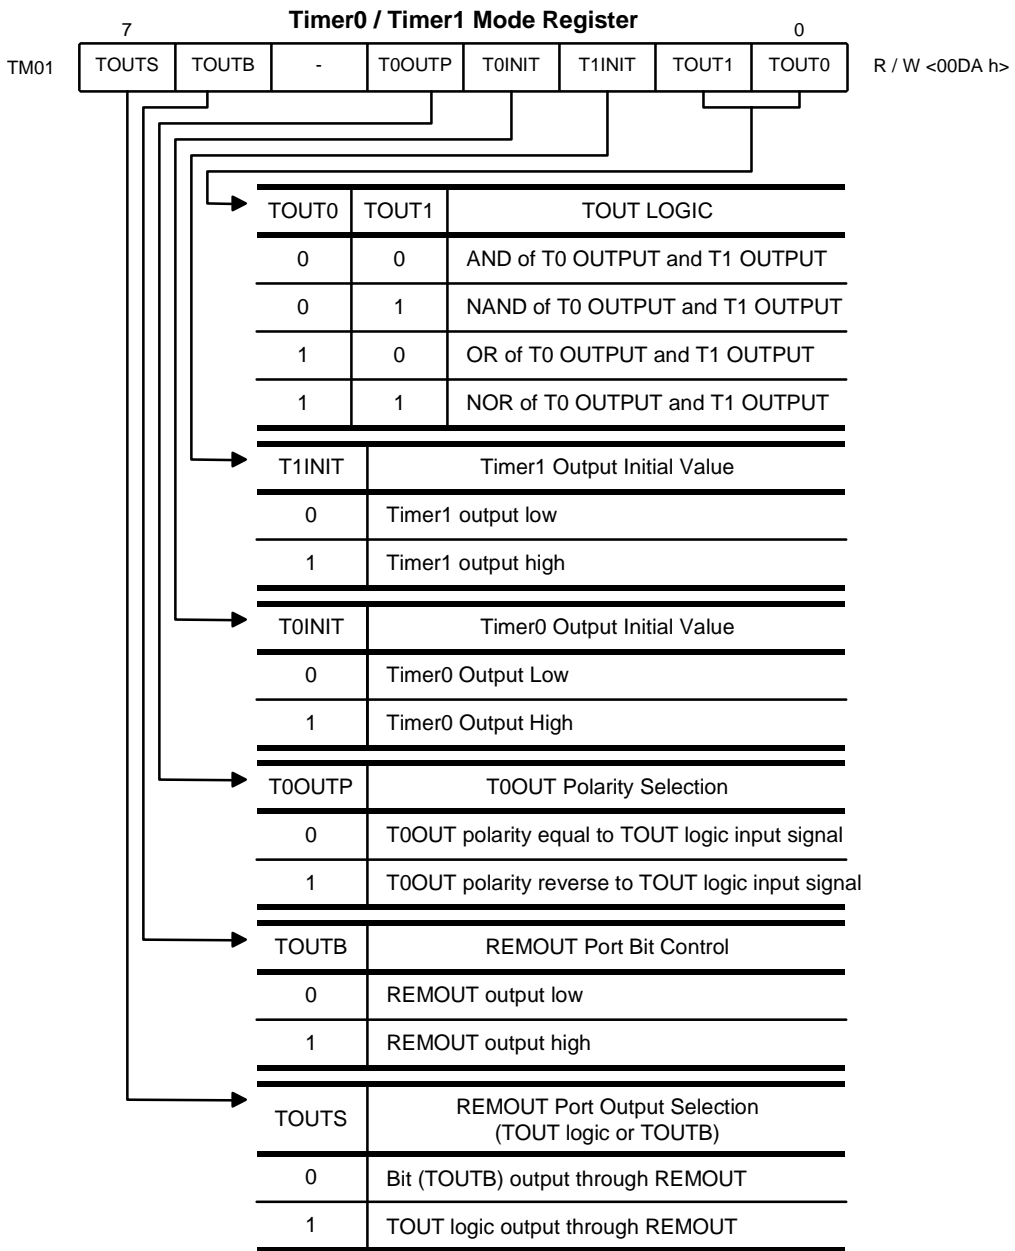 Timer0 / Timer1 Mode Register
7 0
TM01 TOUTS TOUTB - T0OUTP T0INIT T1INIT TOUT1 TOUT0 R / W <00DA h>
TOUT0 TOUT1 TOUT LOGIC
0 0 AND of T0 OUTPUT and T1 OUTPUT
0 1 NAND of T0 OUTPUT and T1 OUTPUT
1 0 OR of T0 OUTPUT and T1 OUTPUT
1 1 NOR of T0 OUTPUT and T1 OUTPUT
T1INIT Timer1 Output Initial Value
0 Timer1 output low
1 Timer1 output high
T0INIT Timer0 Output Initial Value
0 Timer0 Output Low
1 Timer0 Output High
T0OUTP T0OUT Polarity Selection
0 T0OUT polarity equal to TOUT logic input signal
1 T0OUT polarity reverse to TOUT logic input signal
TOUTB REMOUT Port Bit Control
0 REMOUT output low
1 REMOUT output high
TOUTS REMOUT Port Output Selection
(TOUT logic or TOUTB)
0 Bit (TOUTB) output through REMOUT
1 TOUT logic output through REMOUT